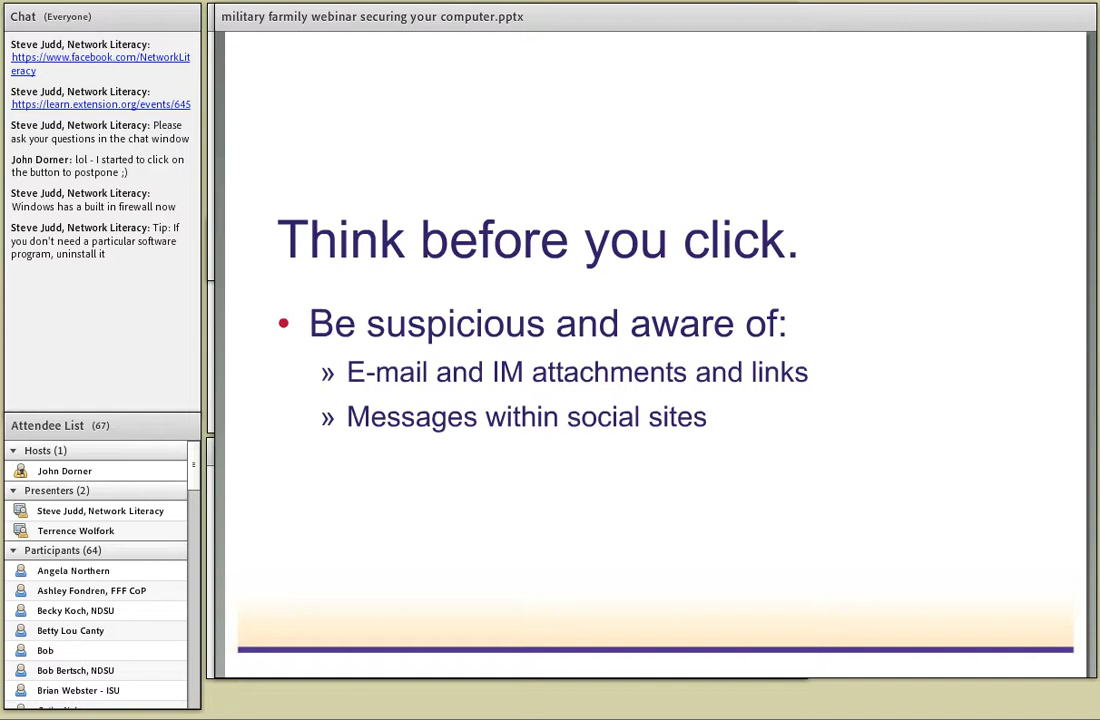 Chat (Everyone)
Steve Judd, Network Literacy:
https://www.facebook.com/NetworkLit
eracy
Steve Judd, Network Literacy:
https://learn.extension.org/events/645
Steve Judd, Network Literacy: Please
ask your questions in the chat window
John Dorner: lol - I started to click on
the button to postpone ;)
Steve Judd, Network Literacy:
Windows has a built in firewall now
Steve Judd, Network Literacy: Tip: If
you don't need a particular software
program, uninstall it
Attendee List (67)
Hosts (1)
John Dorner
Presenters (2)
Steve Judd, Network Literacy
Terrence Wolfork
Participants (64)
Angela Northern
Ashley Fondren, FFF CoP
Becky Koch, NDSU
Betty Lou Canty
Bob
Bob Bertsch, NDSU
Brian Webster - ISU
military farmily webinar securing your computer.pptx
Think before you click.
• Be suspicious and aware of:
» E-mail and IM attachments and links
» Messages within social sites